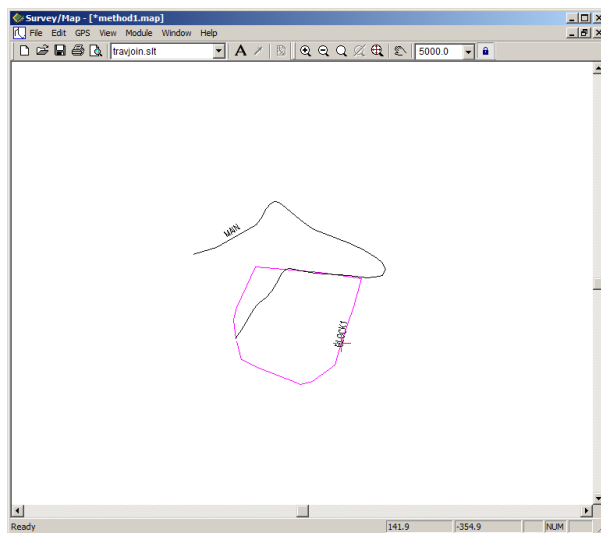 Survey/Map - [*method1.map]
File Edit GPS View Module Window Help
travjoin.slt A 5000.0
MAIN
BLOCK1
Ready 141.9 -354.9 NUM